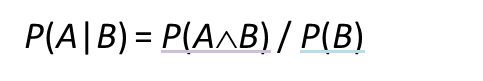 P(A|B) = P(A∧B) / P(B)